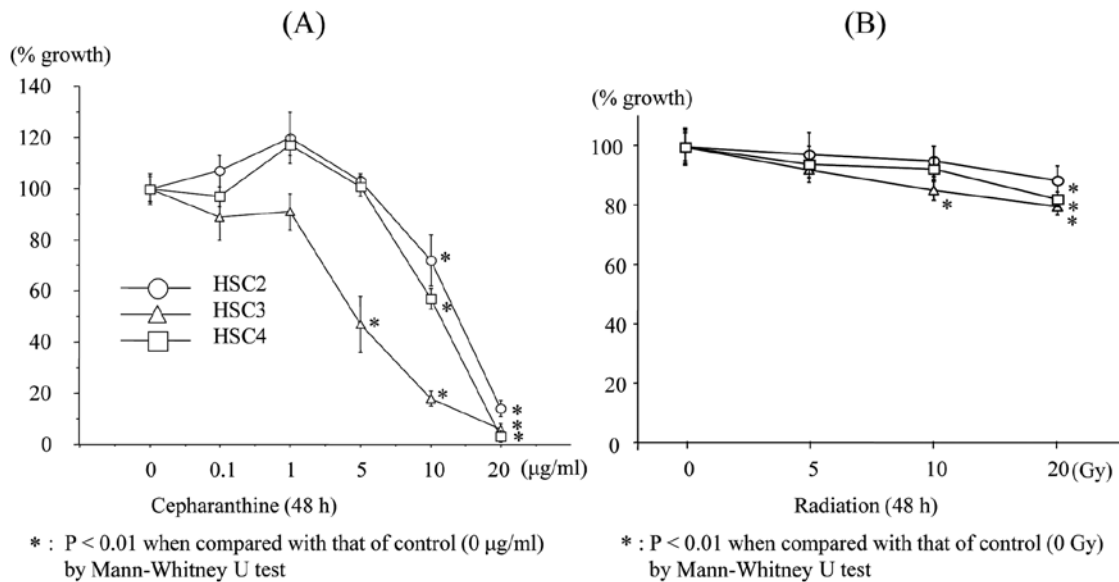 (A)
(% growth)
140
120
100
80
60
40
20
0
HSC2
HSC3
HSC4
*
*
*
*
*
*
*
0 0.1 1 5 10 20 (μg/ml)
Cepharanthine (48 h)
* : P < 0.01 when compared with that of control (0 μg/ml)
by Mann-Whitney U test
(B)
(% growth)
100
80
60
40
20
0
*
*
*
*
0 5 10 20 (Gy)
Radiation (48 h)
* : P < 0.01 when compared with that of control (0 Gy)
by Mann-Whitney U test